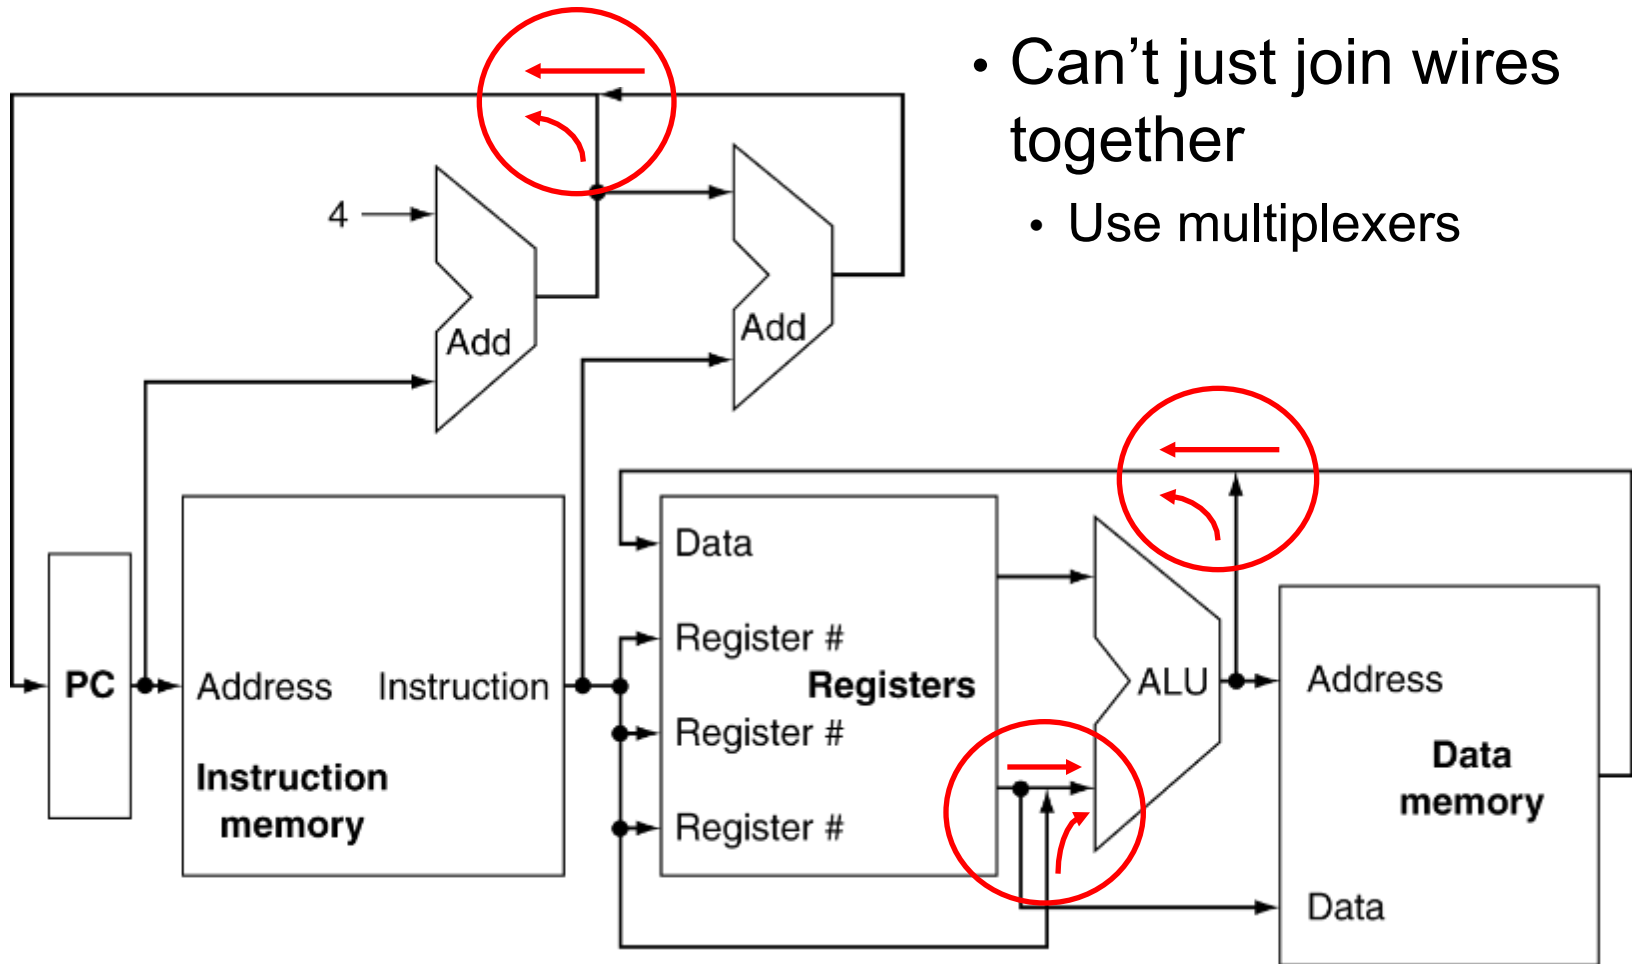 • Can’t just join wires
together
• Use multiplexers
4
Add
Add
Data
Register #
PC
Address
Instruction
Registers
ALU
Address
Register #
Instruction
memory
Data
memory
Register #
Data